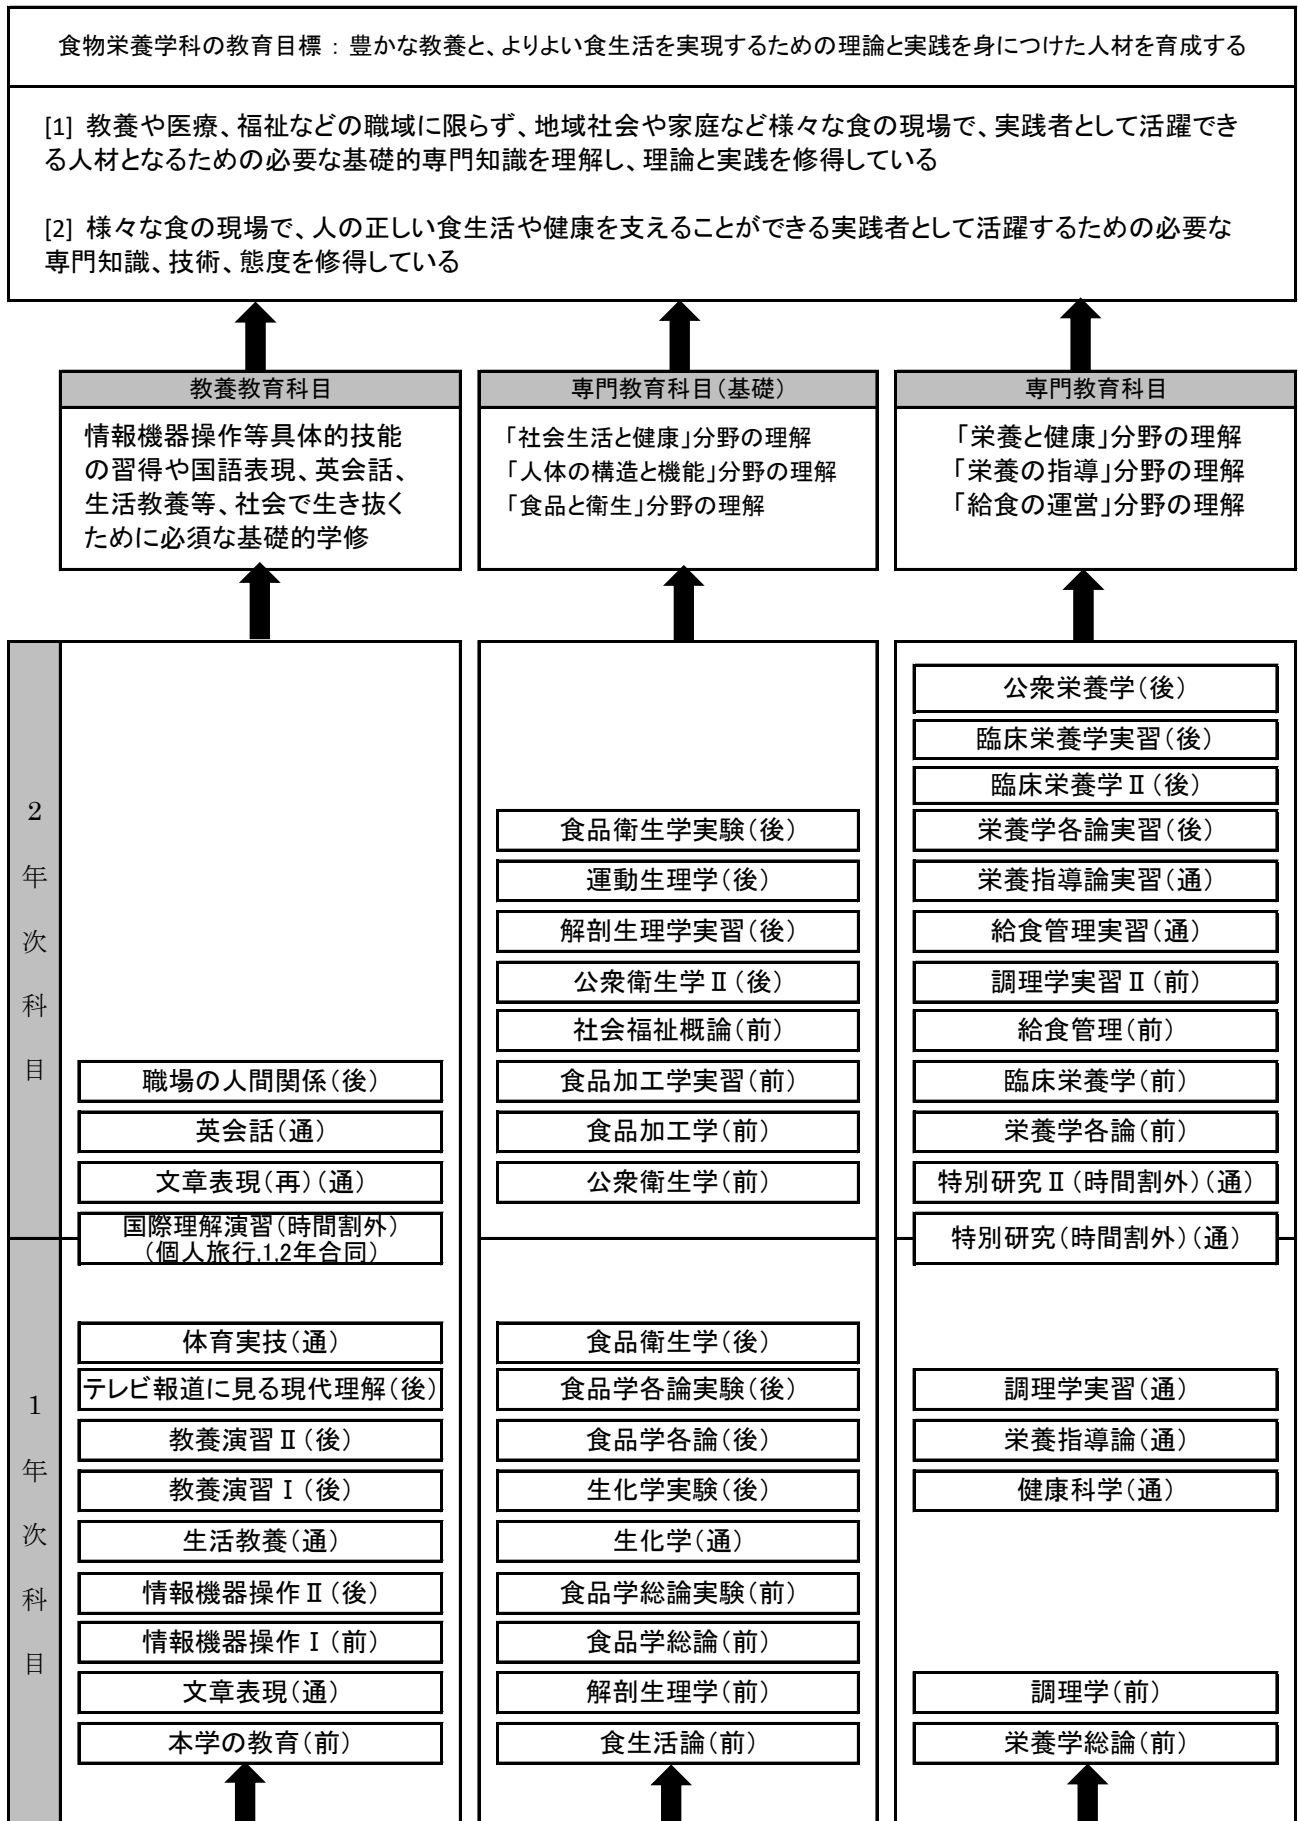 食物栄養学科の教育目標 : 豊かな教養と、よりよい食生活を実現するための理論と実践を身につけた人材を育成する
[1] 教養や医療、福祉などの職域に限らず、地域社会や家庭など様々な食の現場で、実践者として活躍でき
る人材となるための必要な基礎的専門知識を理解し、理論と実践を修得している
[2] 様々な食の現場で、人の正しい食生活や健康を支えることができる実践者として活躍するための必要な
専門知識、技術、態度を修得している
教養教育科目
情報機器操作等具体的技能
の習得や国語表現、英会話、
生活教養等、社会で生き抜く
ために必須な基礎的学修
専門教育科目(基礎)
「社会生活と健康」分野の理解
「人体の構造と機能」分野の理解
「食品と衛生」分野の理解
専門教育科目
「栄養と健康」分野の理解
「栄養の指導」分野の理解
「給食の運営」分野の理解
2
年
次
科
目
職場の人間関係(後)
英会話(通)
文章表現(再)(通)
国際理解演習(時間割外)
(個人旅行,1,2年合同)
食品衛生学実験(後)
運動生理学(後)
解剖生理学実習(後)
公衆衛生学Ⅱ(後)
社会福祉概論(前)
食品加工学実習(前)
食品加工学(前)
公衆衛生学(前)
公衆栄養学(後)
臨床栄養学実習(後)
臨床栄養学Ⅱ(後)
栄養学各論実習(後)
栄養指導論実習(通)
給食管理実習(通)
調理学実習Ⅱ(前)
給食管理(前)
臨床栄養学(前)
栄養学各論(前)
特別研究Ⅱ(時間割外)(通)
特別研究(時間割外)(通)
1
年
次
科
目
体育実技(通)
テレビ報道に見る現代理解(後)
教養演習Ⅱ(後)
教養演習Ⅰ(後)
生活教養(通)
情報機器操作Ⅱ(後)
情報機器操作Ⅰ(前)
文章表現(通)
本学の教育(前)
食品衛生学(後)
食品学各論実験(後)
食品学各論(後)
生化学実験(後)
生化学(通)
食品学総論実験(前)
食品学総論(前)
解剖生理学(前)
食生活論(前)
調理学実習(通)
栄養指導論(通)
健康科学(通)
調理学(前)
栄養学総論(前)